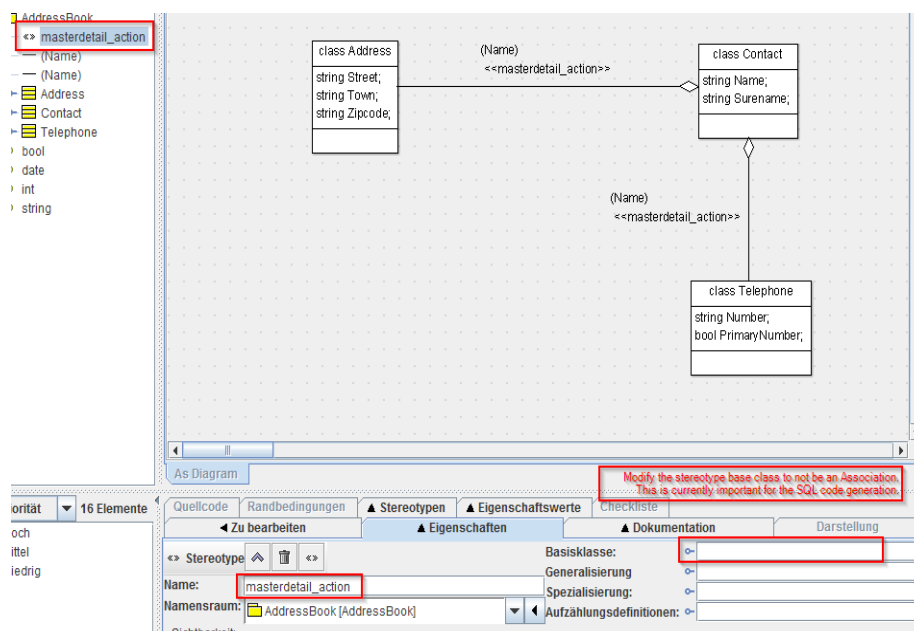 AddressBook
<> masterdetail_action
(Name)
(Name)
Address
Contact
Telephone
bool
date
int
string
class Address
string Street;
string Town;
string Zipcode;
(Name)
<<masterdetail_action>>
class Contact
string Name;
string Surename;
(Name)
<<masterdetail_action>>
class Telephone
string Number;
bool PrimaryNumber;
As Diagram
Modify the stereotype base class to not be an Association.
This is currently important for the SQL code generation.
orität 16 Elemente
och
ittel
iedrig
Quellcode Randbedingungen ▲ Stereotypen ▲ Eigenschaftswerte Checkliste
◄ Zu bearbeiten ▲ Eigenschaften ▲ Dokumentation Darstellung
<> Stereotype <>
Name: masterdetail_action
Namensraum: AddressBook [AddressBook]
Basisklasse:
Generalisierung
Spezialisierung:
Aufzählungsdefinitionen: